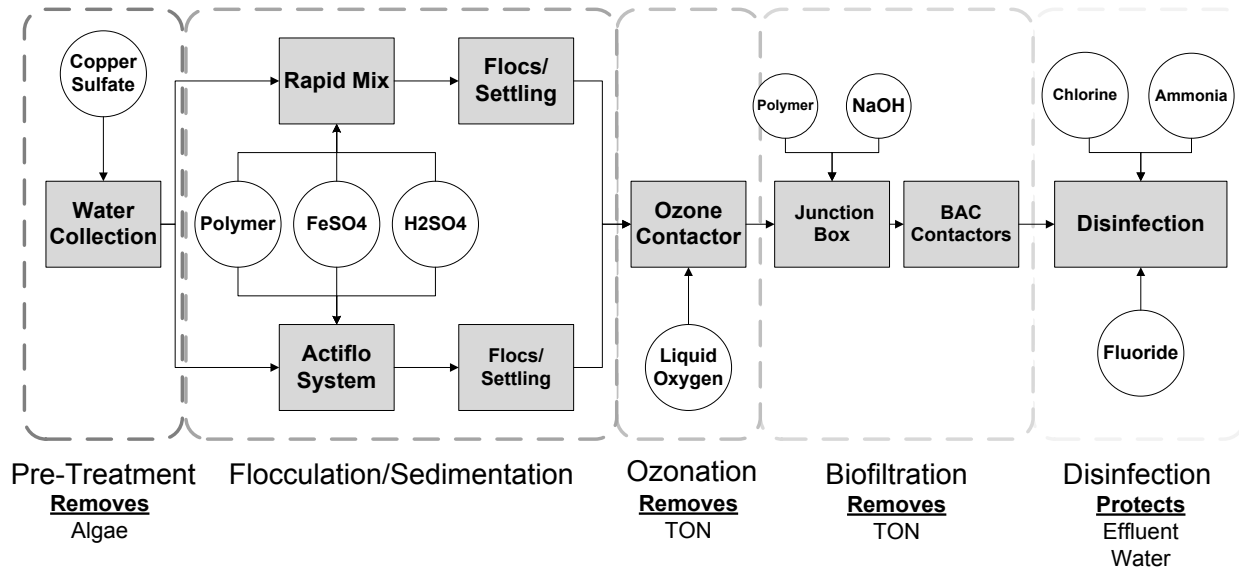 Copper
Sulfate
Water
Collection
Rapid Mix
Flocs/
Settling
Polymer
FeSO4
H2SO4
Actiflo
System
Flocs/
Settling
Ozone
Contactor
Liquid
Oxygen
Polymer
NaOH
Junction
Box
BAC
Contactors
Chlorine
Ammonia
Disinfection
Fluoride
Pre-Treatment
Removes
Algae
Flocculation/Sedimentation
Ozonation
Removes
TON
Biofiltration
Removes
TON
Disinfection
Protects
Effluent
Water